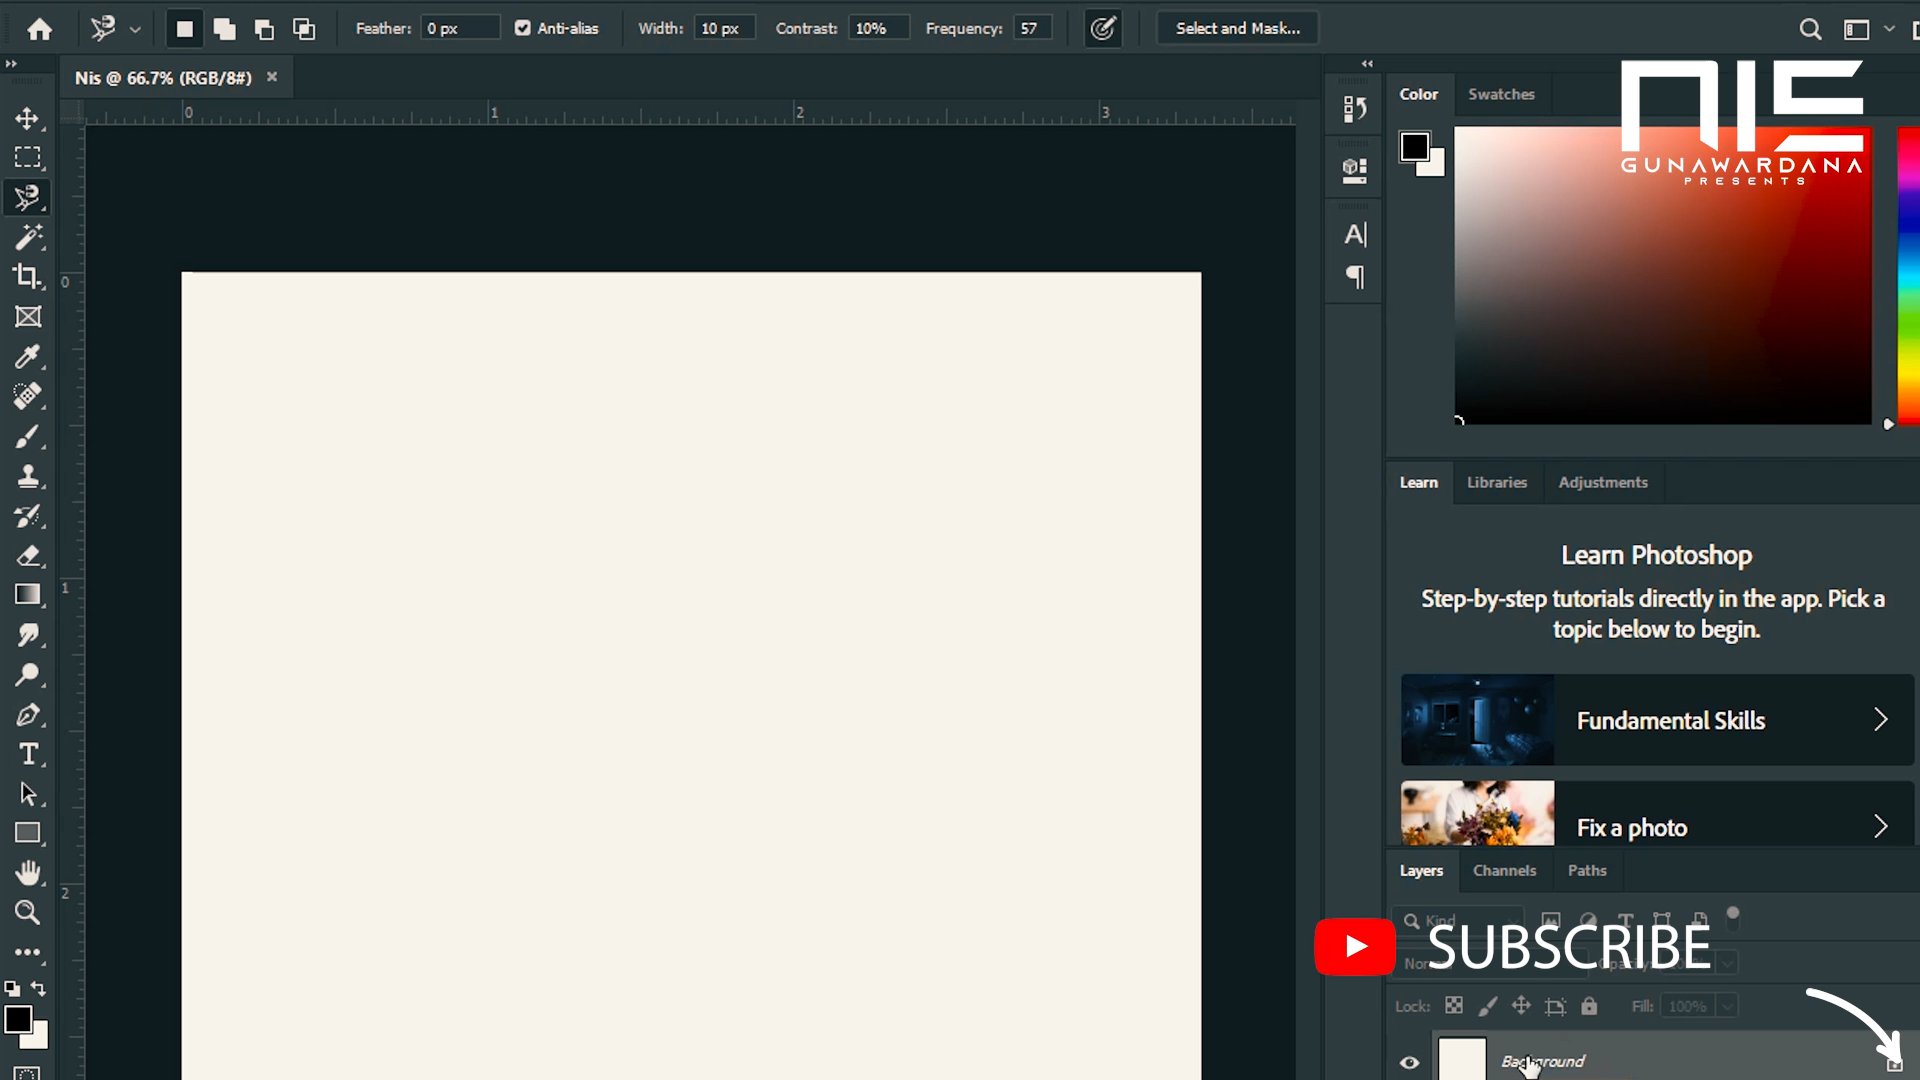 Feather: 0 px Anti-alias Width: 10 px Contrast: 10% Frequency: 57 Select and Mask...
Nis @ 66.7% (RGB/8#)
0 1 2 3
0
1
2
Color Swatches
NIS
GUNAWARDANA
PRESENTS
Learn Libraries Adjustments
Learn Photoshop
Step-by-step tutorials directly in the app. Pick a
topic below to begin.
Fundamental Skills
Fix a photo
Layers Channels Paths
Kind
SUBSCRIBE
Lock: Fill: 100%
Background